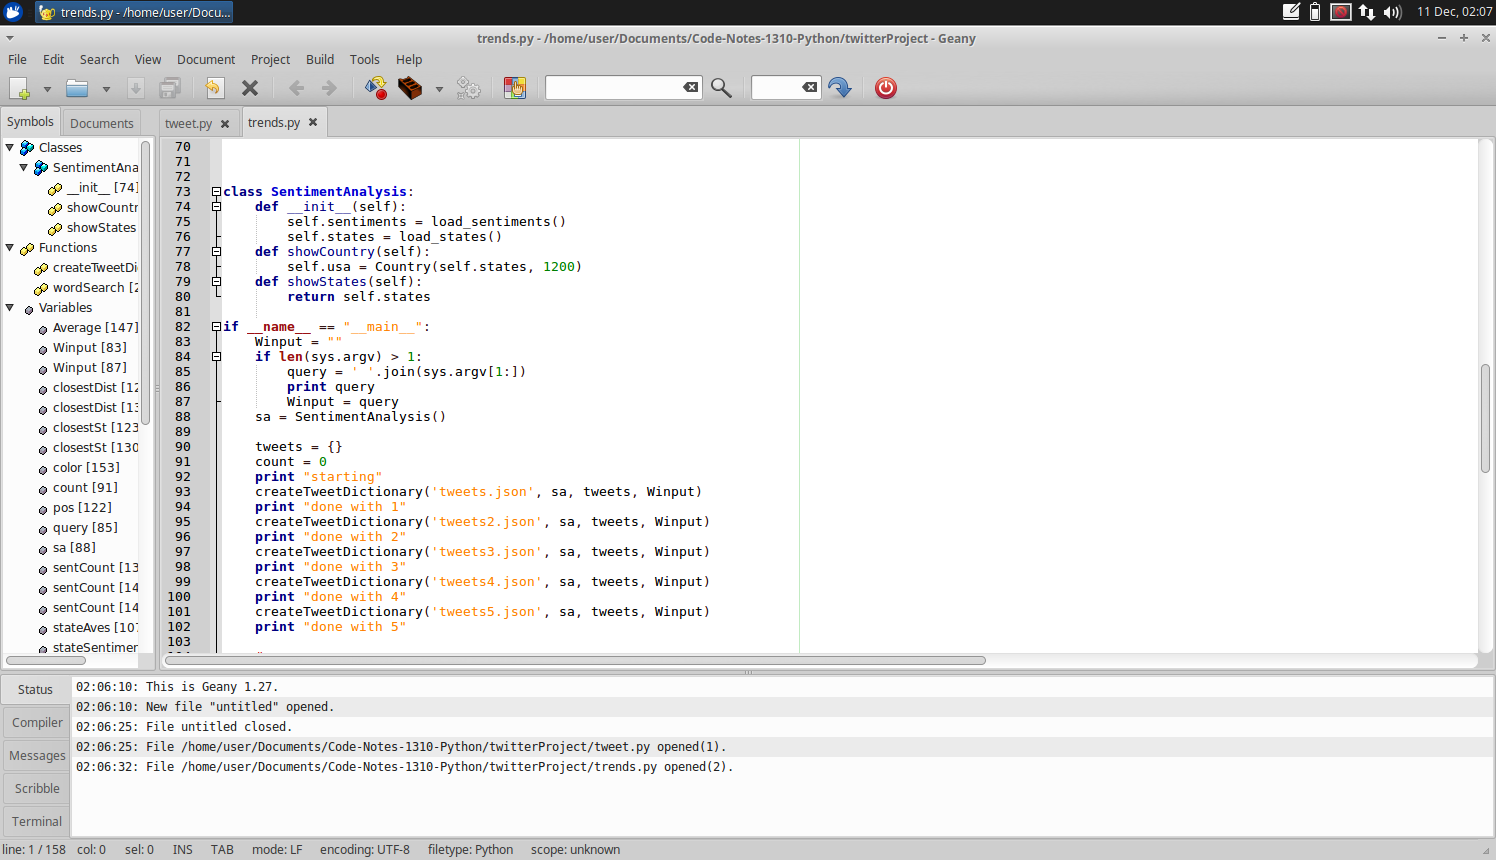 trends.py - /home/user/Docu...
11 Dec, 02:07
trends.py - /home/user/Documents/Code-Notes-1310-Python/twitterProject - Geany
File Edit Search View Document Project Build Tools Help
Symbols Documents
Classes
SentimentAna
__init__ [74]
showCountr
showStates
Functions
createTweetDi
wordSearch [2
Variables
Average [147]
Winput [83]
Winput [87]
closestDist [12
closestDist [13
closestSt [123
closestSt [130
color [153]
count [91]
pos [122]
query [85]
sa [88]
sentCount [13
sentCount [14
sentCount [14
stateAves [107
stateSentimer
tweet.py trends.py
70
71
72
73 class SentimentAnalysis:
74 def __init__(self):
75 self.sentiments = load_sentiments()
76 self.states = load_states()
77 def showCountry(self):
78 self.usa = Country(self.states, 1200)
79 def showStates(self):
80 return self.states
81
82 if __name__ == "__main__":
83 Winput = ""
84 if len(sys.argv) > 1:
85 query = ' '.join(sys.argv[1:])
86 print query
87 Winput = query
88 sa = SentimentAnalysis()
89
90 tweets = {}
91 count = 0
92 print "starting"
93 createTweetDictionary('tweets.json', sa, tweets, Winput)
94 print "done with 1"
95 createTweetDictionary('tweets2.json', sa, tweets, Winput)
96 print "done with 2"
97 createTweetDictionary('tweets3.json', sa, tweets, Winput)
98 print "done with 3"
99 createTweetDictionary('tweets4.json', sa, tweets, Winput)
100 print "done with 4"
101 createTweetDictionary('tweets5.json', sa, tweets, Winput)
102 print "done with 5"
103
Status
Compiler
Messages
Scribble
Terminal
02:06:10: This is Geany 1.27.
02:06:10: New file "untitled" opened.
02:06:25: File untitled closed.
02:06:25: File /home/user/Documents/Code-Notes-1310-Python/twitterProject/tweet.py opened(1).
02:06:32: File /home/user/Documents/Code-Notes-1310-Python/twitterProject/trends.py opened(2).
line: 1 / 158 col: 0 sel: 0 INS TAB mode: LF encoding: UTF-8 filetype: Python scope: unknown